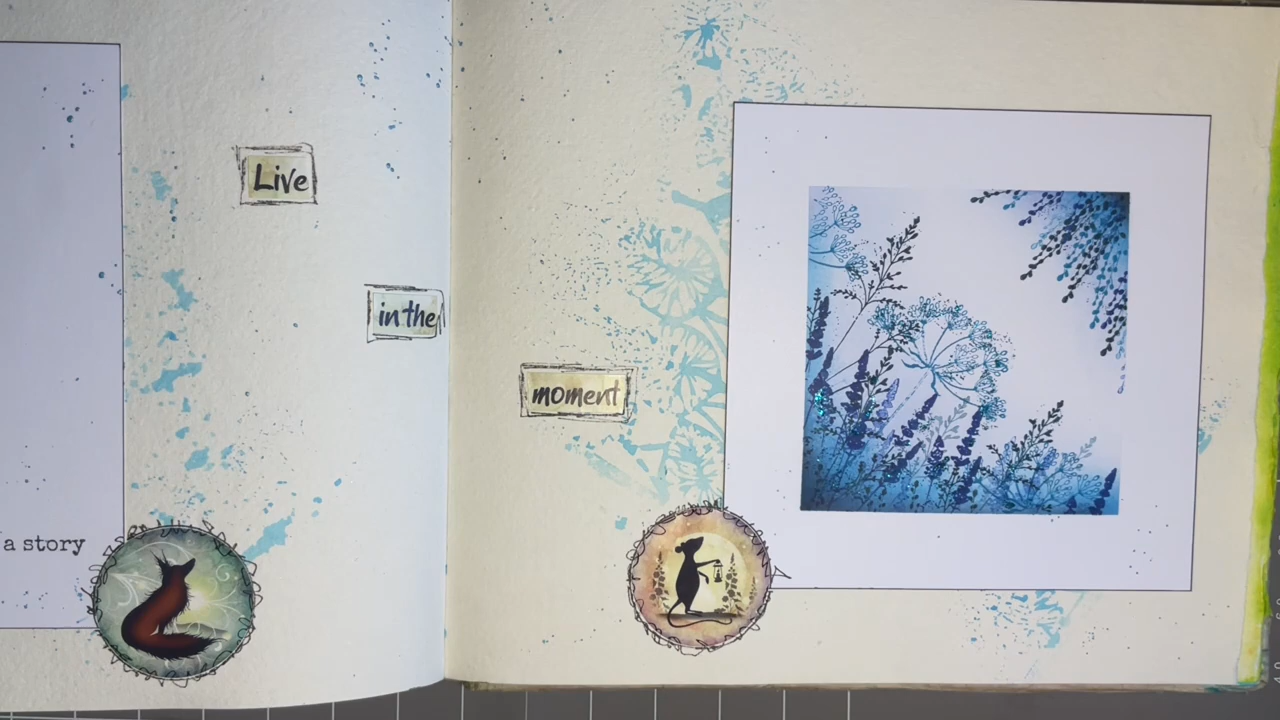 Live
in the
moment
a story